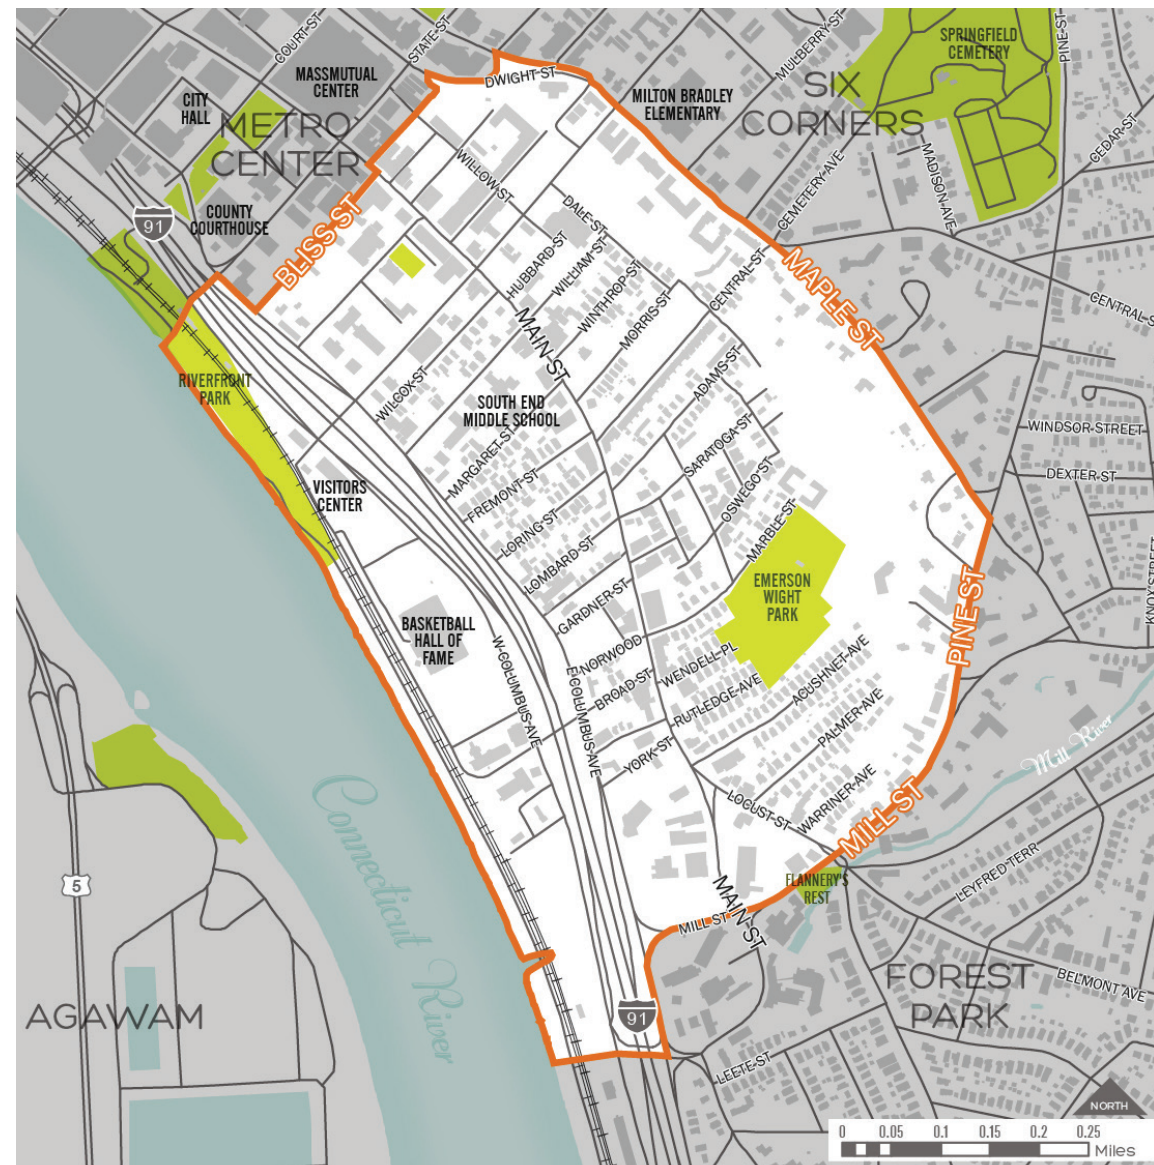 COURT ST
STATE ST
DWIGHT ST
MULBERRY ST
SPRINGFIELD
CEMETERY
PINE ST
MASSMUTUAL
CENTER
CITY
HALL
METRO
CENTER
MILTON BRADLEY
ELEMENTARY
SIX
CORNERS
CEDAR ST
MADISON AVE
CEMETERY AVE
WILLOW ST
DALE ST
COUNTY
COURTHOUSE
91
BLISS ST
HUBBARD ST
WILLIAM ST
WINTHROP ST
MORRIS ST
CENTRAL ST
MAPLE ST
CENTRAL S
MAIN ST
RIVERFRONT
PARK
WILCOX ST
SOUTH END
MIDDLE SCHOOL
ADAMS ST
MARGARET ST
SARATOGA ST
WINDSOR STREET
DEXTER ST
VISITORS
CENTER
FREMONT ST
LORING ST
OSWEGO ST
MARBLE ST
LOMBARD ST
KNOX STREET
EMERSON
WIGHT
PARK
GARDNER ST
PINE ST
BASKETBALL
HALL OF
FAME
NORWOOD
WENDELL PL
BROAD ST
W COLUMBUS AVE
E COLUMBUS AVE
RUTLEDGE AVE
ACUSHNET AVE
PALMER AVE
YORK ST
Mill River
LOCUST ST
WARRINER AVE
MILL ST
Connecticut River
5
FLANNERY'S
REST
LEYFRED TERR
MAIN ST
MILL ST
FOREST
PARK
BELMONT AVE
AGAWAM
91
LEETE ST
NORTH
0 0.05 0.1 0.15 0.2 0.25
Miles